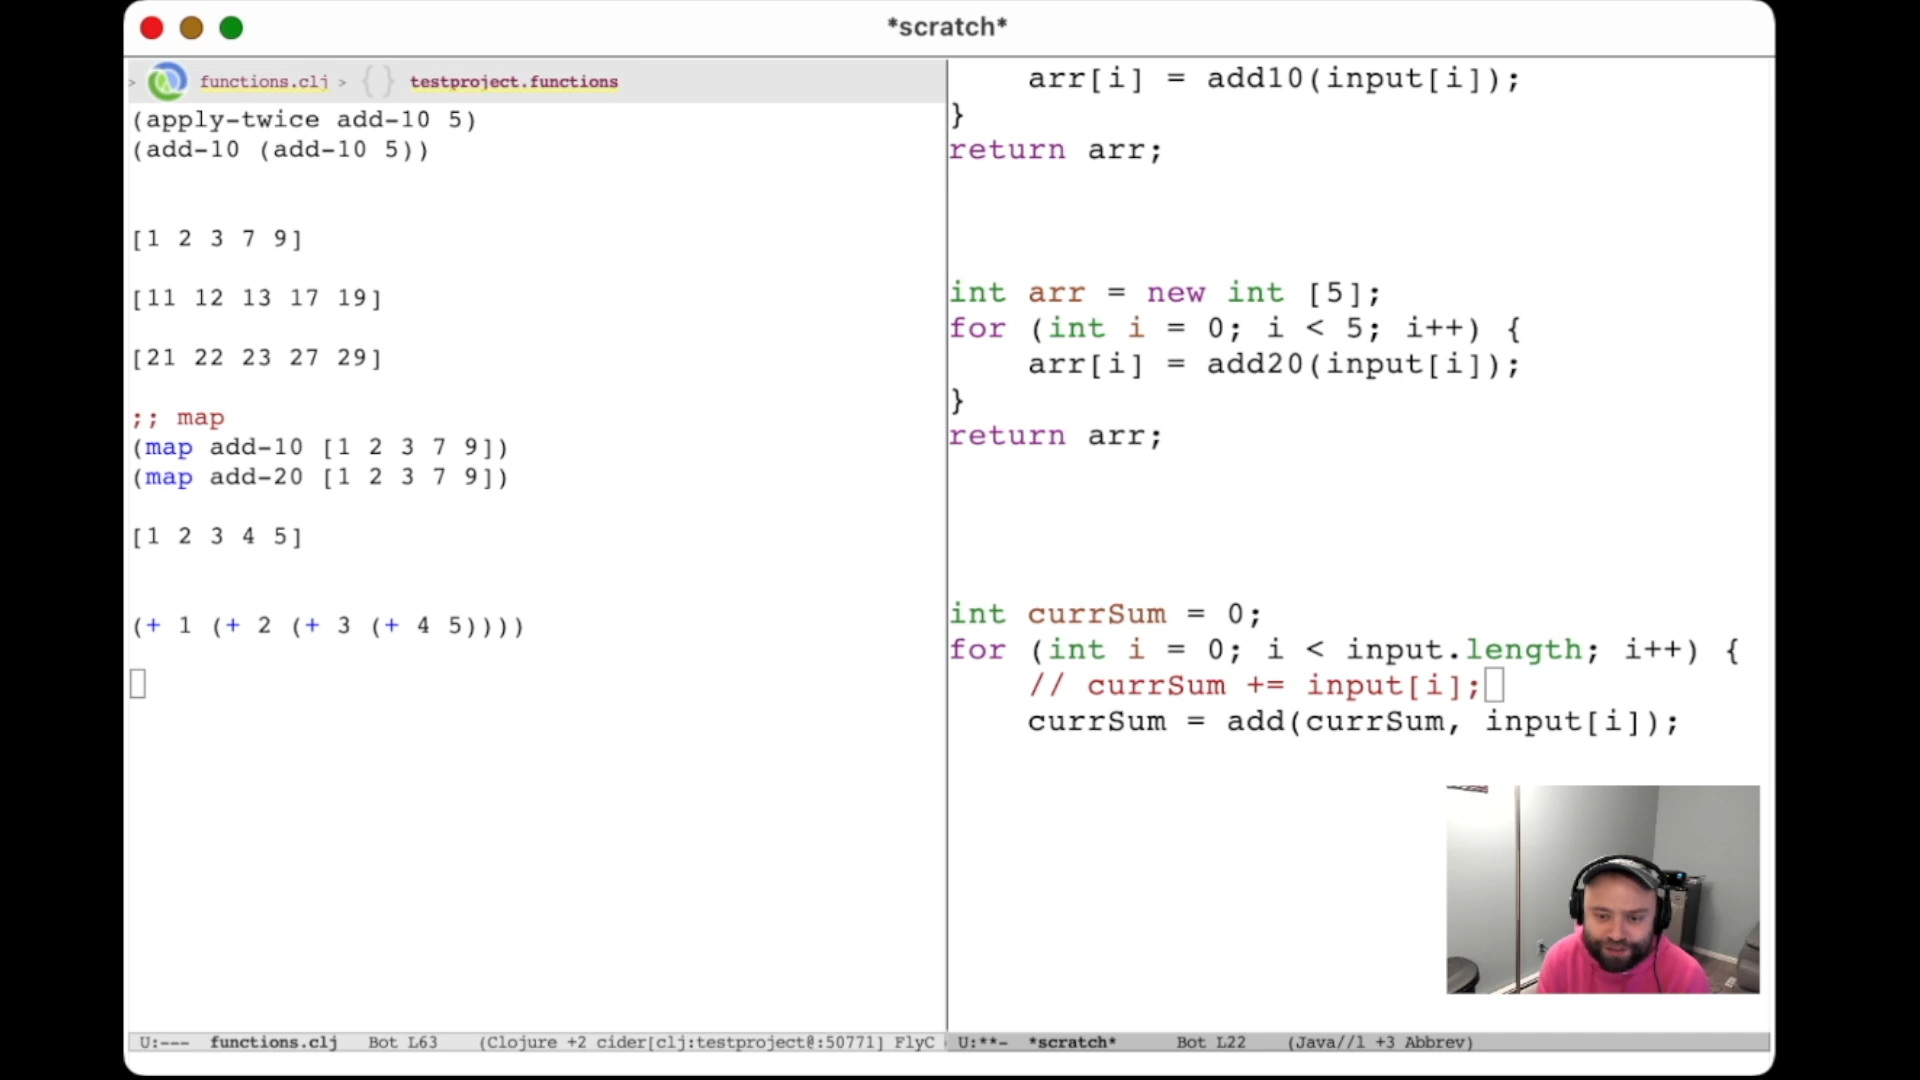 *scratch*
> functions.clj > {} testproject.functions
(apply-twice add-10 5)
(add-10 (add-10 5))
[1 2 3 7 9]
[11 12 13 17 19]
[21 22 23 27 29]
;; map
(map add-10 [1 2 3 7 9])
(map add-20 [1 2 3 7 9])
[1 2 3 4 5]
(+ 1 (+ 2 (+ 3 (+ 4 5))))
U:--- functions.clj Bot L63 (Clojure +2 cider[clj:testproject@:50771] FlyC
arr[i] = add10(input[i]);
}
return arr;
int arr = new int [5];
for (int i = 0; i < 5; i++) {
arr[i] = add20(input[i]);
}
return arr;
int currSum = 0;
for (int i = 0; i < input.length; i++) {
// currSum += input[i];
currSum = add(currSum, input[i]);
U:**- *scratch* Bot L22 (Java//l +3 Abbrev)